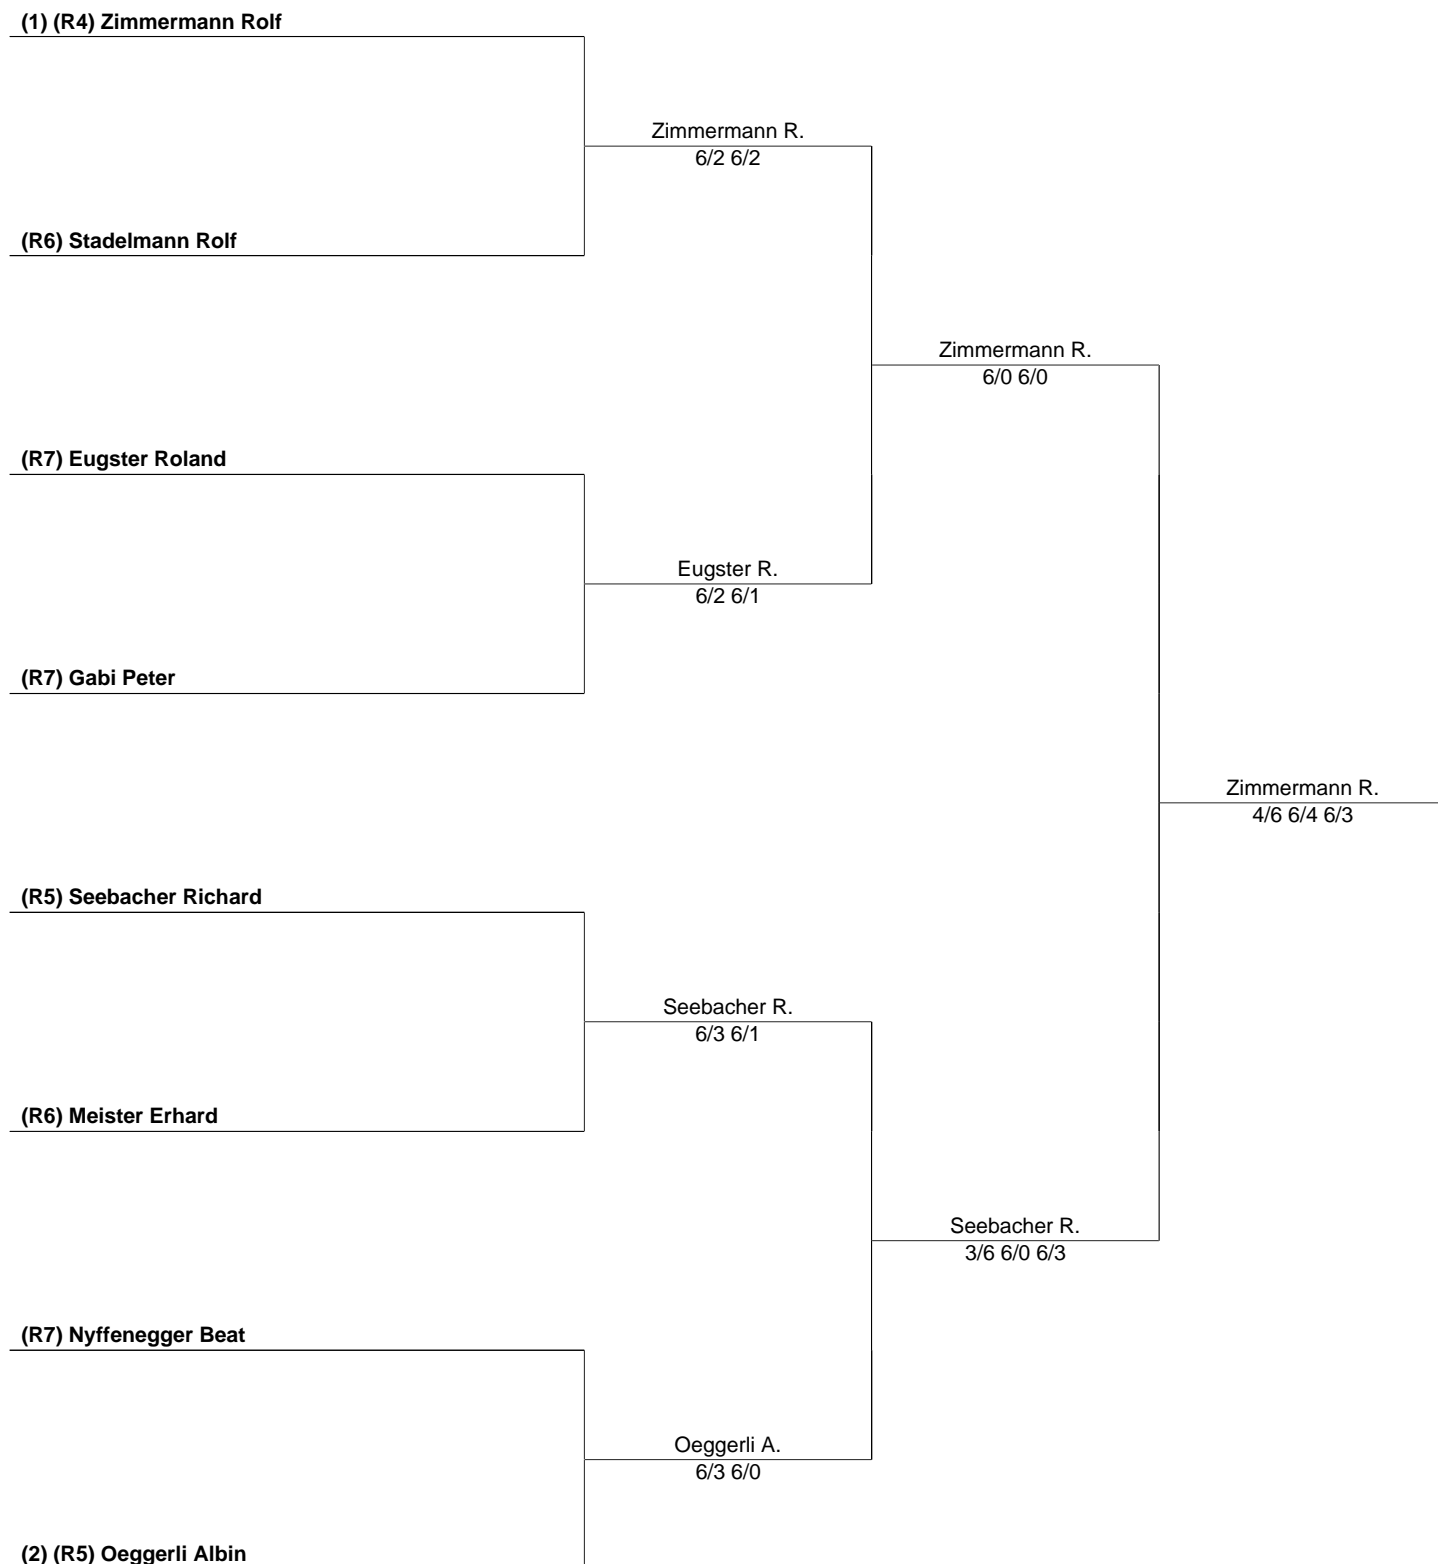 (1) (R4) Zimmermann Rolf
Zimmermann R.
6/2 6/2
(R6) Stadelmann Rolf
Zimmermann R.
6/0 6/0
(R7) Eugster Roland
Eugster R.
6/2 6/1
(R7) Gabi Peter
Zimmermann R.
4/6 6/4 6/3
(R5) Seebacher Richard
Seebacher R.
6/3 6/1
(R6) Meister Erhard
Seebacher R.
3/6 6/0 6/3
(R7) Nyffenegger Beat
Oeggerli A.
6/3 6/0
(2) (R5) Oeggerli Albin